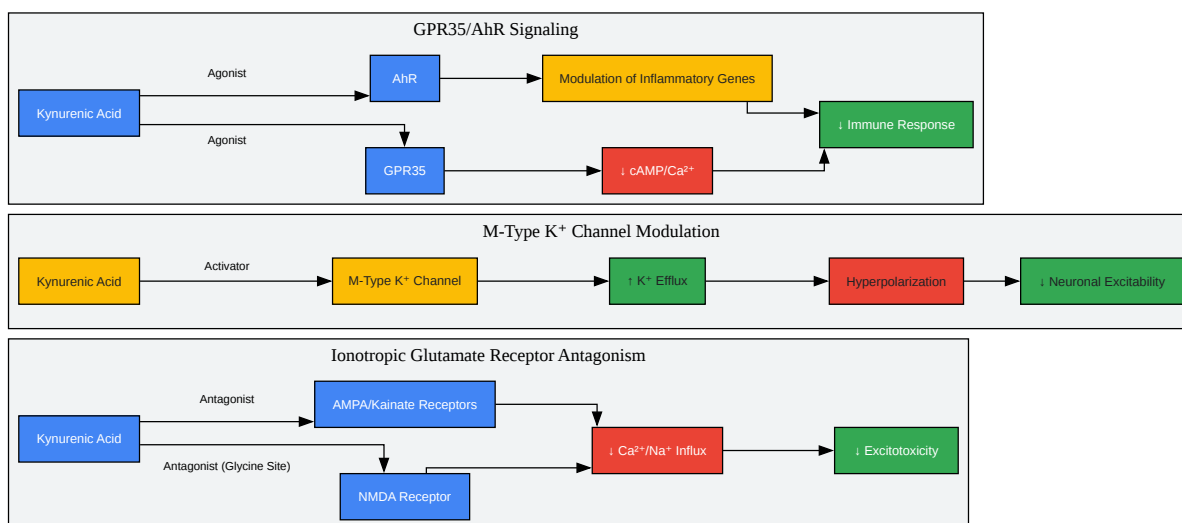 GPR35/AhR Signaling
Agonist
AhR
Modulation of Inflammatory Genes
Kynurenic Acid
↓ Immune Response
Agonist
GPR35
↓ cAMP/Ca²⁺
M-Type K⁺ Channel Modulation
Kynurenic Acid
Activator
M-Type K⁺ Channel
↑ K⁺ Efflux
Hyperpolarization
↓ Neuronal Excitability
Ionotropic Glutamate Receptor Antagonism
Antagonist
AMPA/Kainate Receptors
Kynurenic Acid
↓ Ca²⁺/Na⁺ Influx
↓ Excitotoxicity
Antagonist (Glycine Site)
NMDA Receptor